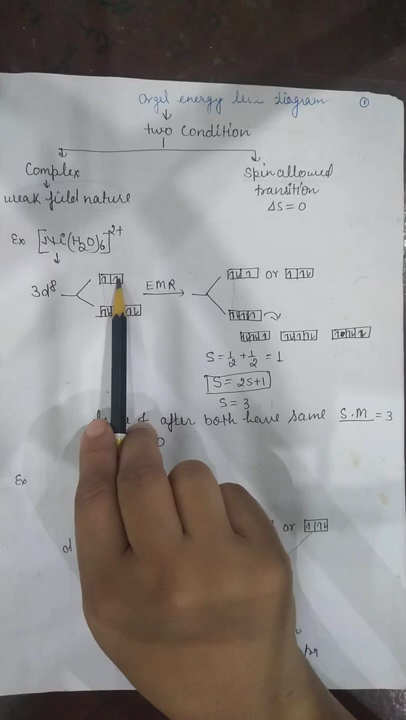 Orgel energy diagram ①
two Condition
Complex
weak field nature
Spin allowed
transition
ΔS = 0
Ex [Ni(H₂O)₆]²⁺
3d⁸
EMR
or
S = 1/2 + 1/2 = 1
S = 2S+1
S = 3
after both have same S.M = 3
0
Ex
or
d